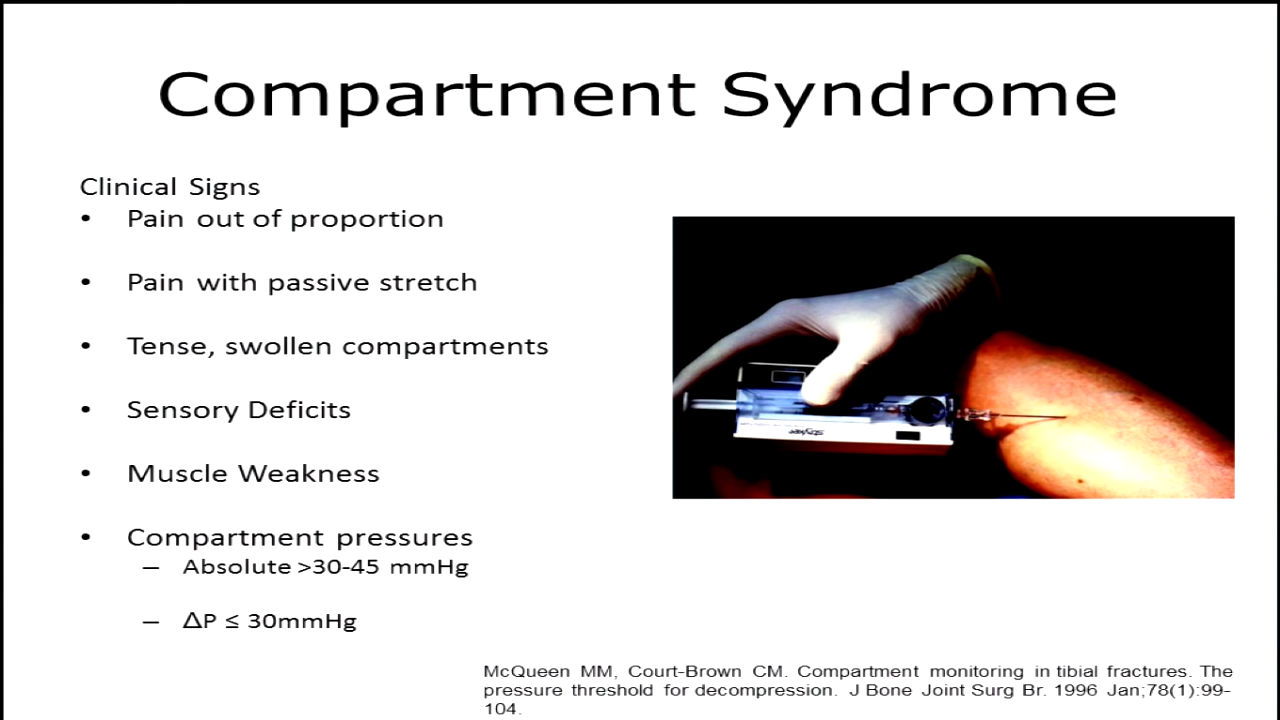 Compartment Syndrome
Clinical Signs
• Pain out of proportion
• Pain with passive stretch
• Tense, swollen compartments
• Sensory Deficits
• Muscle Weakness
• Compartment pressures
– Absolute >30-45 mmHg
– ΔP ≤ 30mmHg
McQueen MM, Court-Brown CM. Compartment monitoring in tibial fractures. The
pressure threshold for decompression. J Bone Joint Surg Br. 1996 Jan;78(1):99-
104.